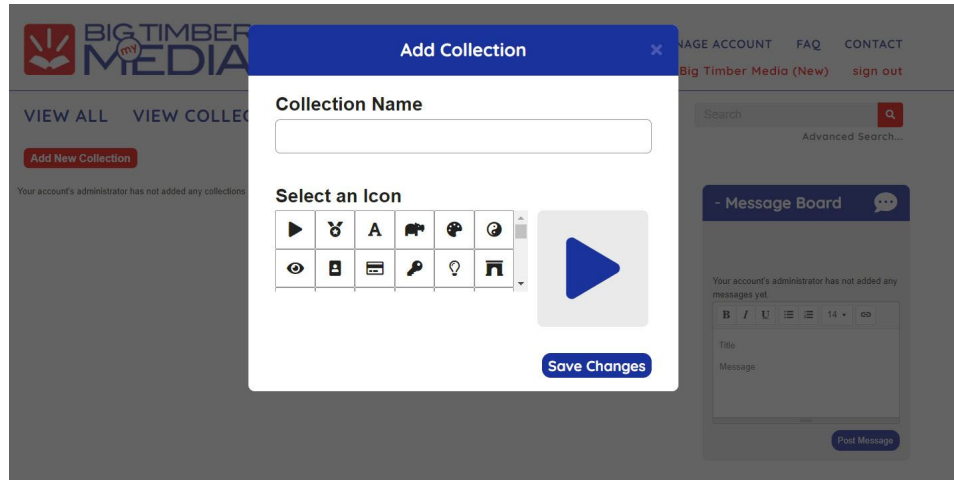 BIG TIMBER
my
MEDIA
NAGE ACCOUNT FAQ CONTACT
Big Timber Media (New) sign out
VIEW ALL VIEW COLLEC
Search
Advanced Search...
Add New Collection
Your account's administrator has not added any collections
Add Collection ×
Collection Name
Select an Icon
A
Save Changes
- Message Board
Your account's administrator has not added any
messages yet.
B I U 14
Title
Message
Post Message